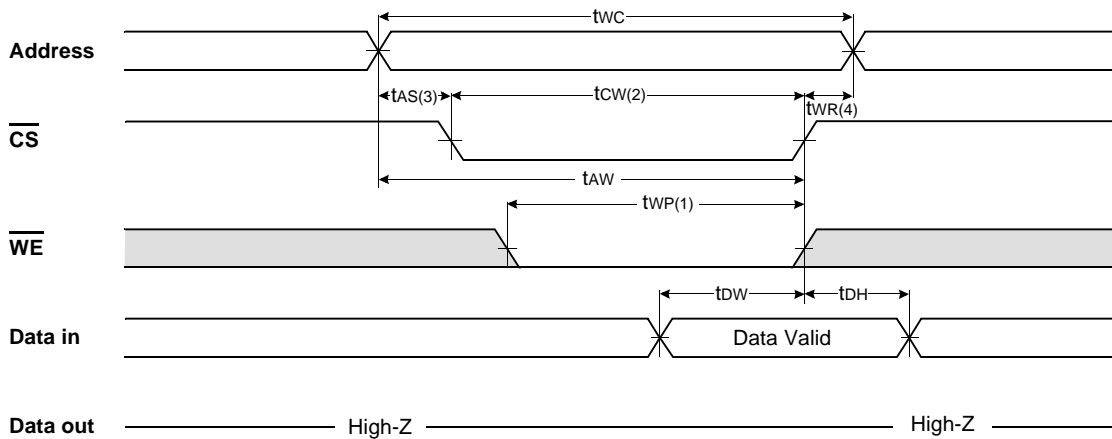 tWC
Address
tAS(3) tCW(2) tWR(4)
CS
tAW
tWP(1)
WE
tDW tDH
Data in Data Valid
Data out High-Z High-Z